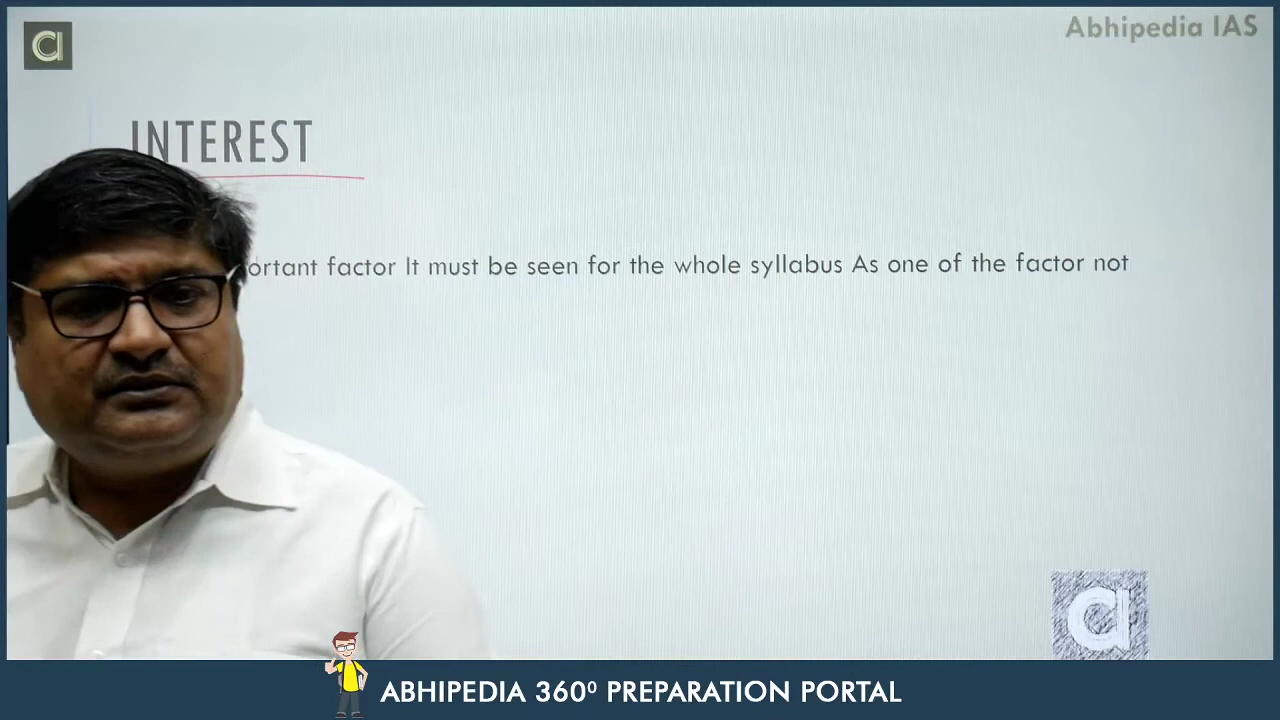 Abhipedia IAS
INTEREST
factor It must be seen for the whole syllabus As one of the factor not
ABHIPEDIA 360⁰ PREPARATION PORTAL